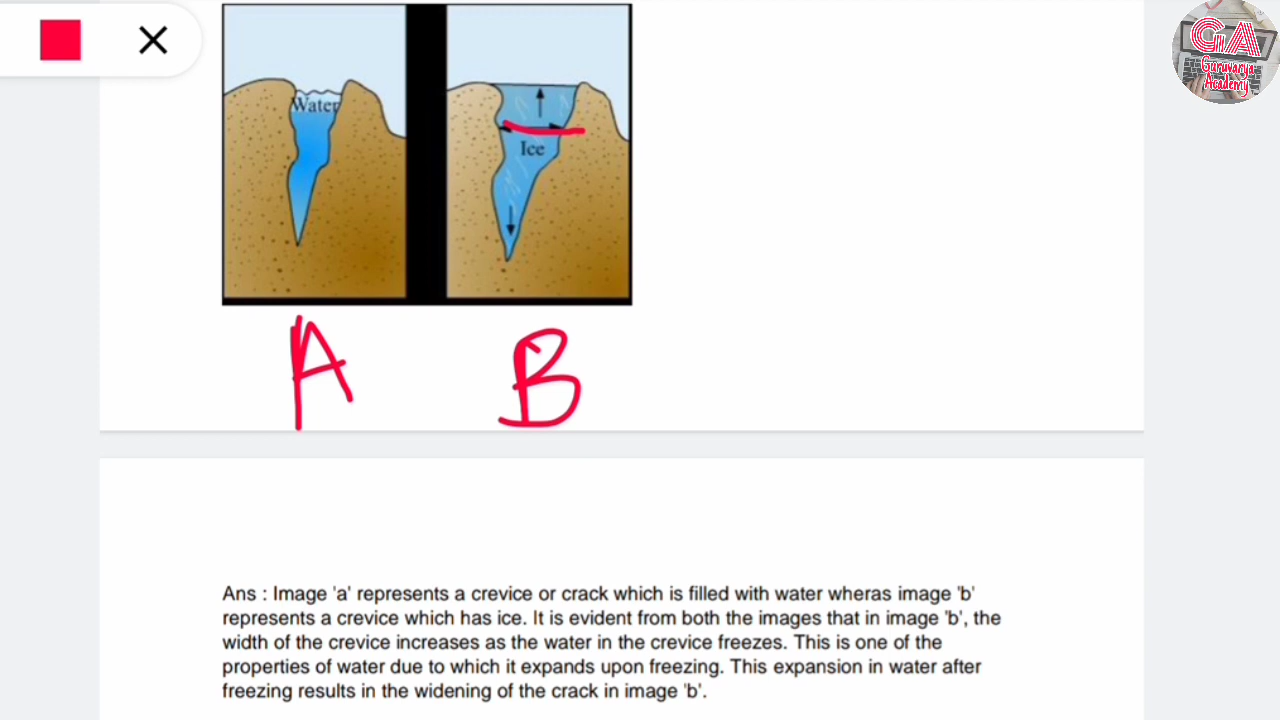 GA
Guruvarya
Academy
Water
Ice
A
B
Ans : Image 'a' represents a crevice or crack which is filled with water wheras image 'b'
represents a crevice which has ice. It is evident from both the images that in image 'b', the
width of the crevice increases as the water in the crevice freezes. This is one of the
properties of water due to which it expands upon freezing. This expansion in water after
freezing results in the widening of the crack in image 'b'.